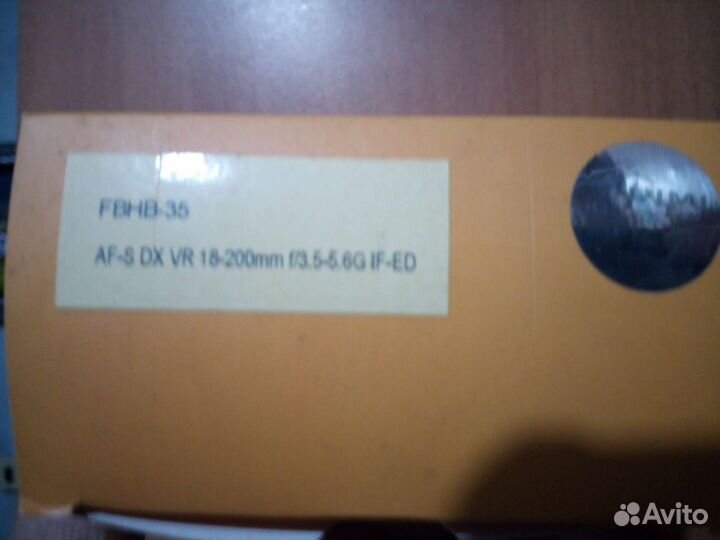 FBHB-35
AF-S DX VR 18-200mm f/3.5-5.6G IF-ED
Avito